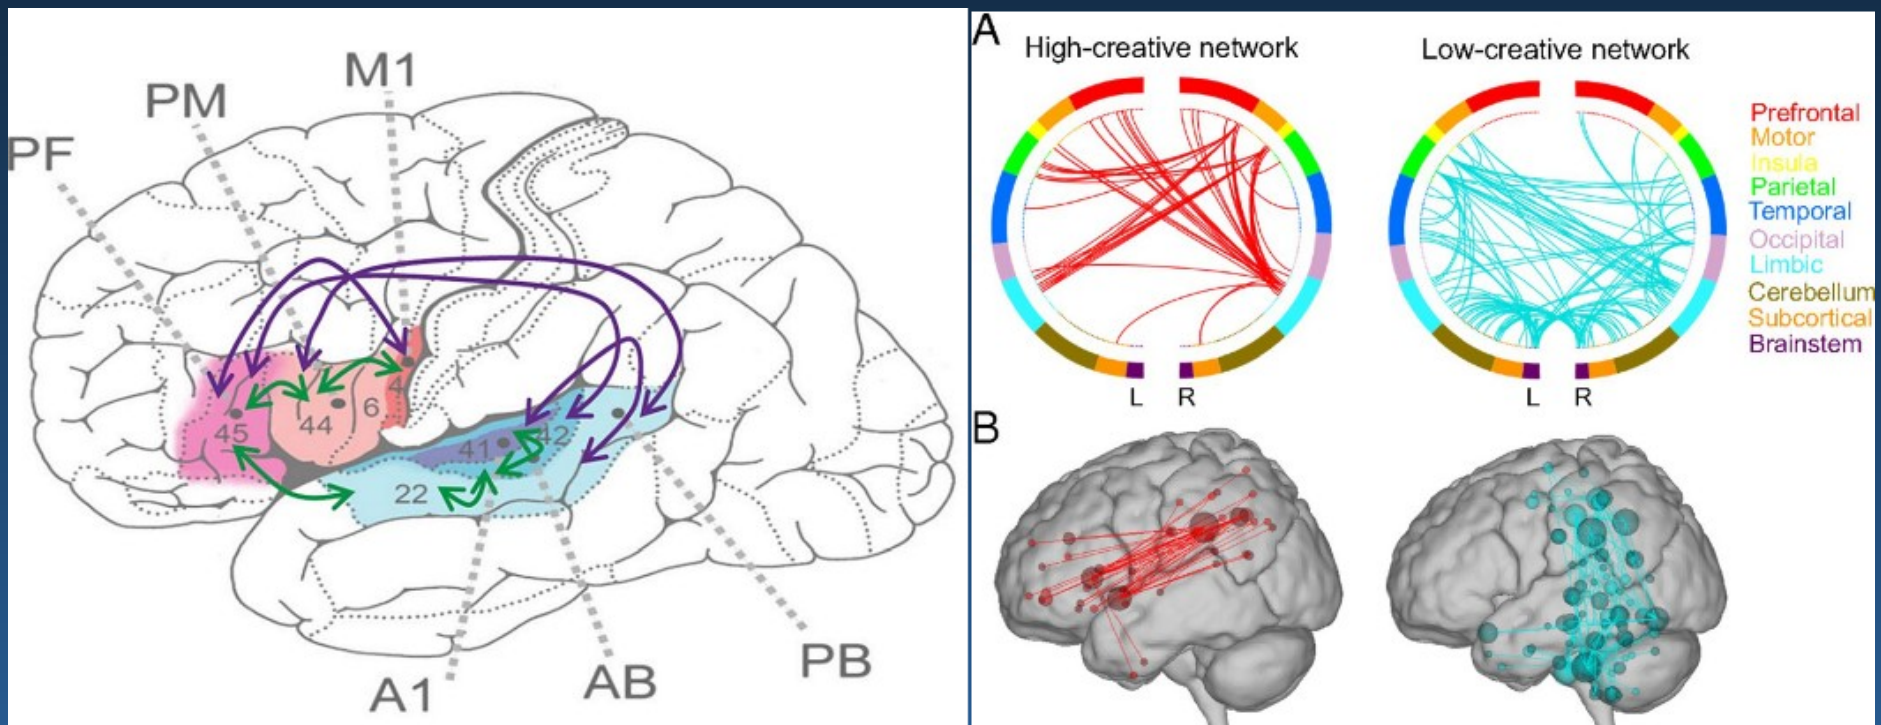 M1
PM
PF
45
44
6
4
41
42
22
A1
AB
PB
A
High-creative network
Low-creative network
Prefrontal
Motor
Insula
Parietal
Temporal
Occipital
Limbic
Cerebellum
Subcortical
Brainstem
L R
L R
B